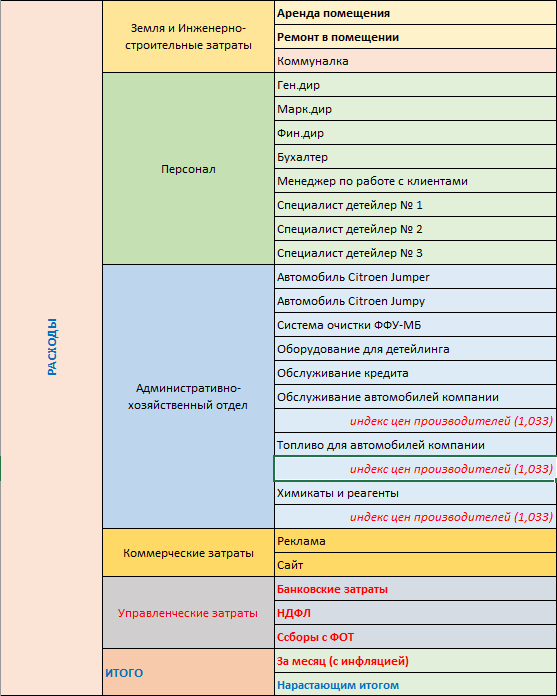 РАСХОДЫ
Земля и Инженерно-
строительные затраты
Аренда помещения
Ремонт в помещении
Коммуналка
Персонал
Ген.дир
Марк.дир
Фин.дир
Бухалтер
Менеджер по работе с клиентами
Специалист детейлер № 1
Специалист детейлер № 2
Специалист детейлер № 3
Административно-
хозяйственный отдел
Автомобиль Citroen Jumper
Автомобиль Citroen Jumpy
Система очистки ФФУ-МБ
Оборудование для детейлинга
Обслуживание кредита
Обслуживание автомобилей компании
индекс цен производителей (1,033)
Топливо для автомобилей компании
индекс цен производителей (1,033)
Химикаты и реагенты
индекс цен производителей (1,033)
Коммерческие затраты
Реклама
Сайт
Управленческие затраты
Банковские затраты
НДФЛ
Ссборы с ФОТ
ИТОГО
За месяц (с инфляцией)
Нарастающим итогом